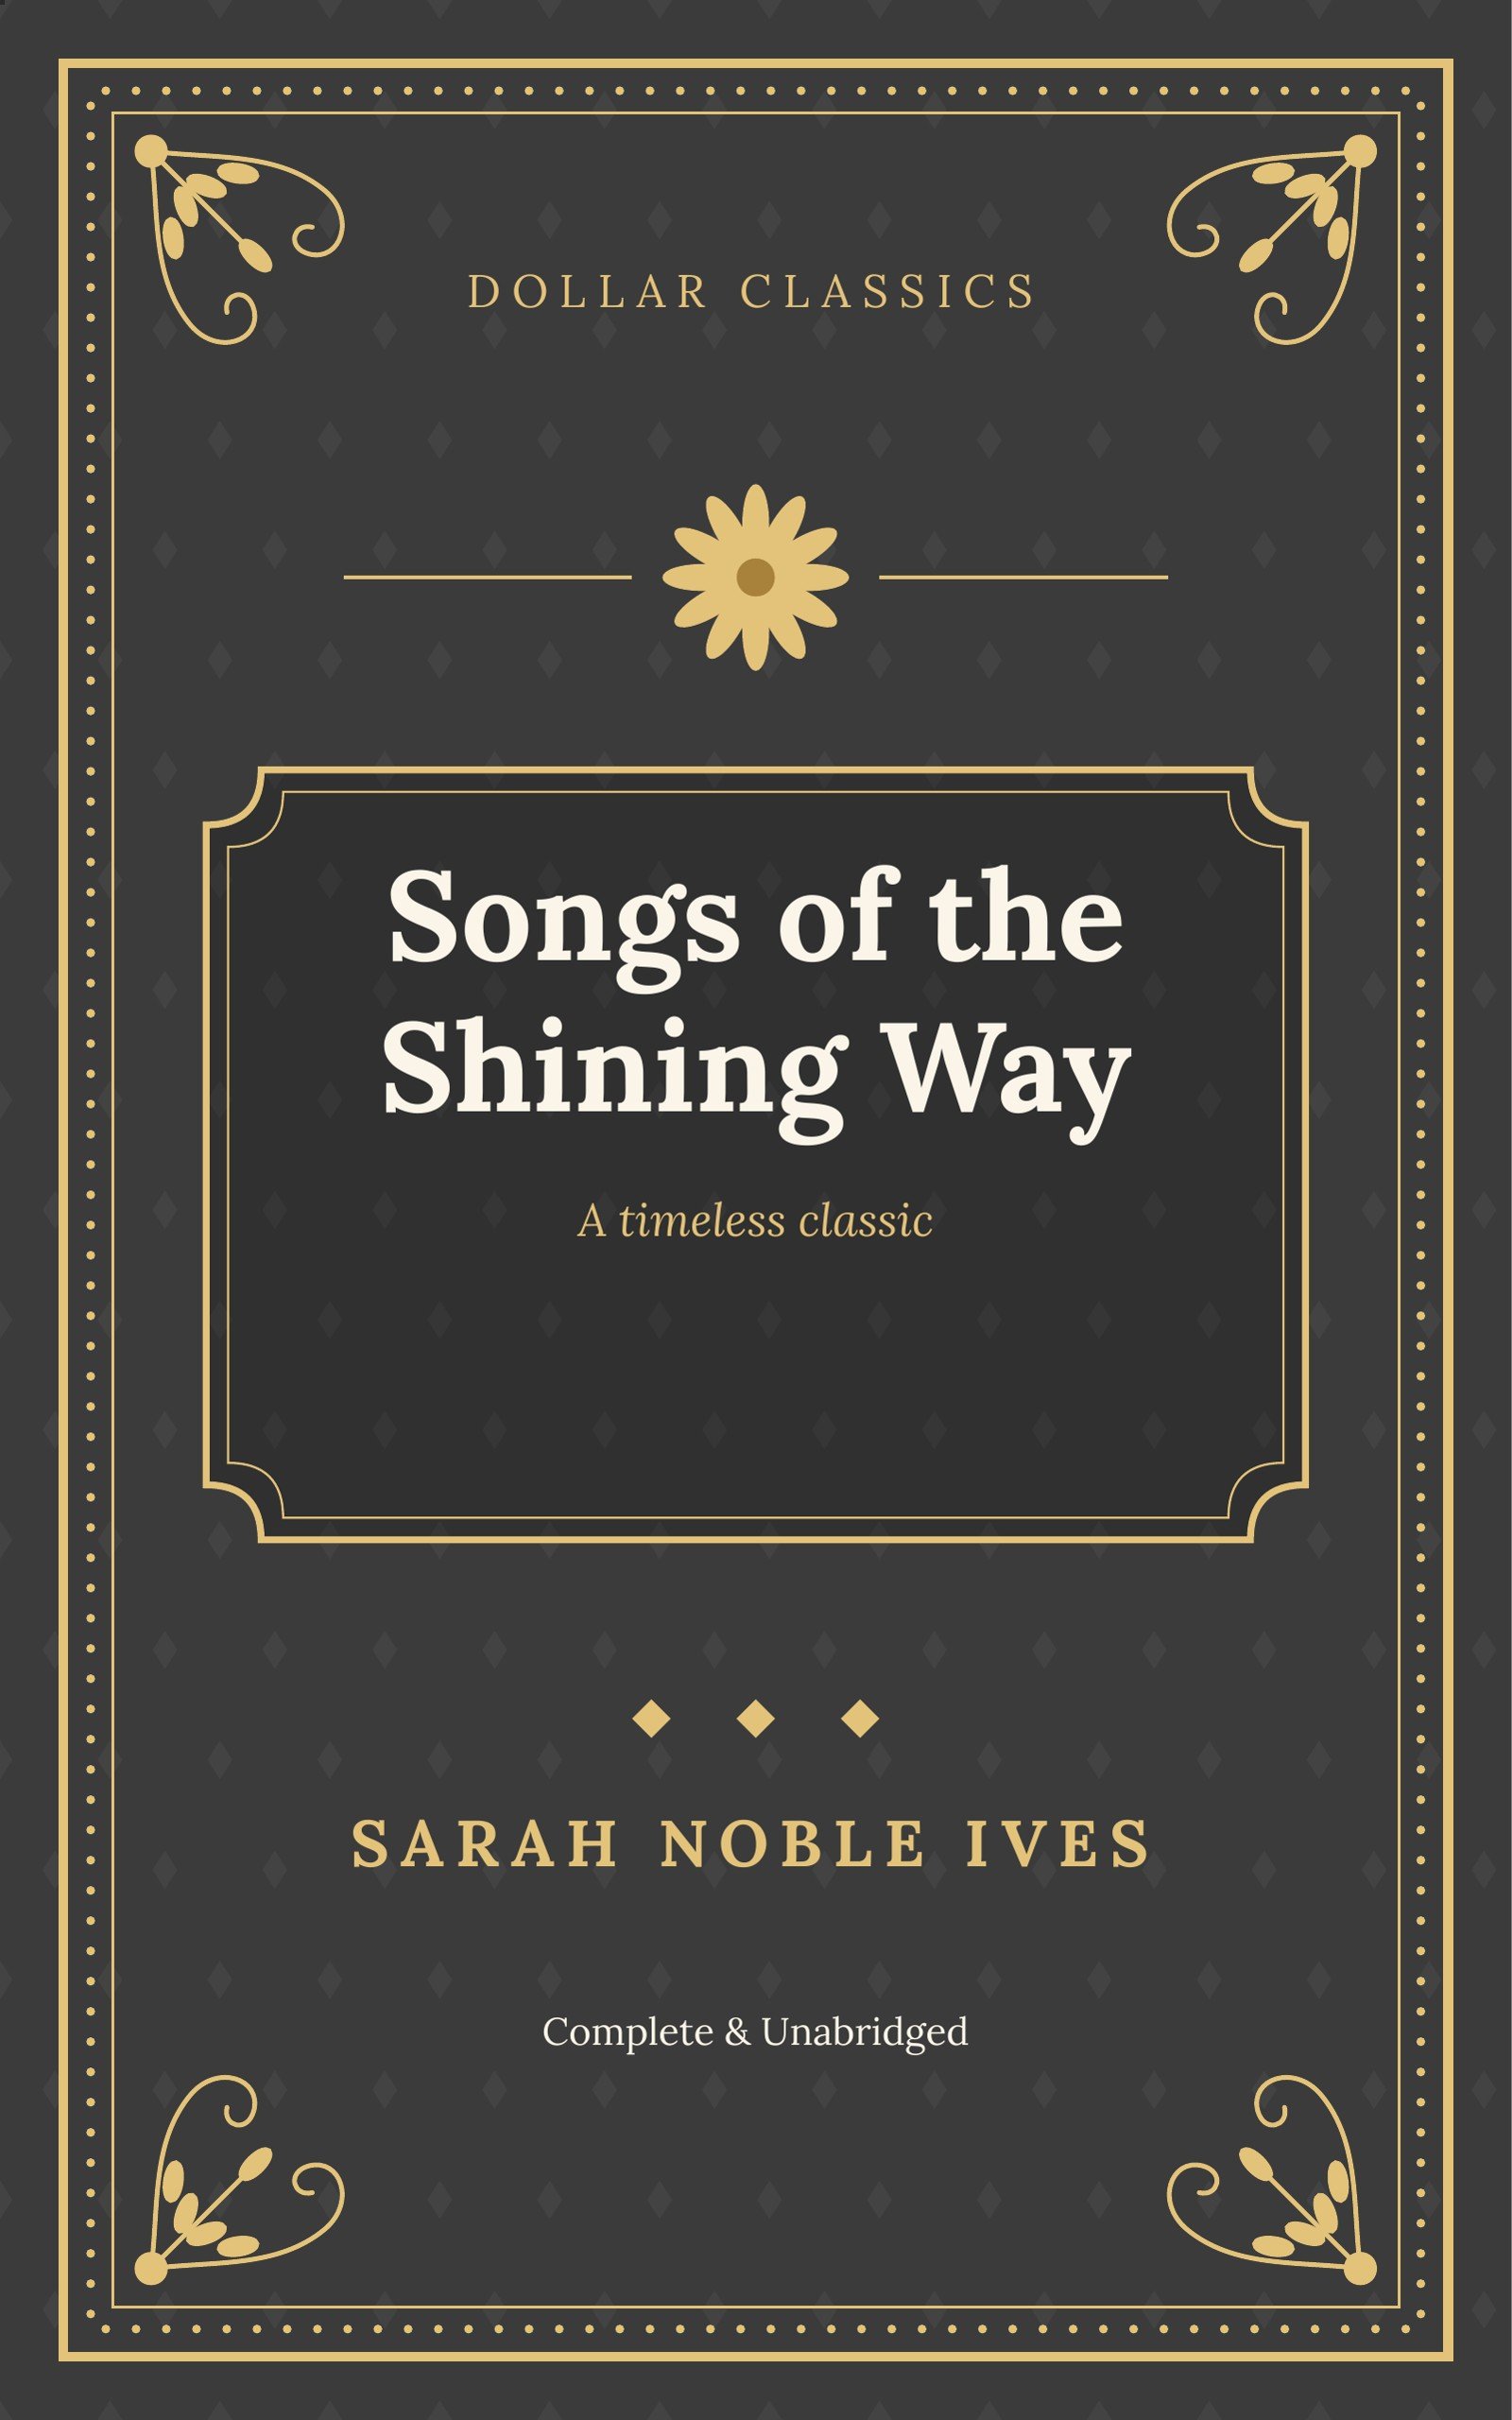 DOLLAR CLASSICS
Songs of the
Shining Way
A timeless classic
SARAH NOBLE IVES
Complete & Unabridged